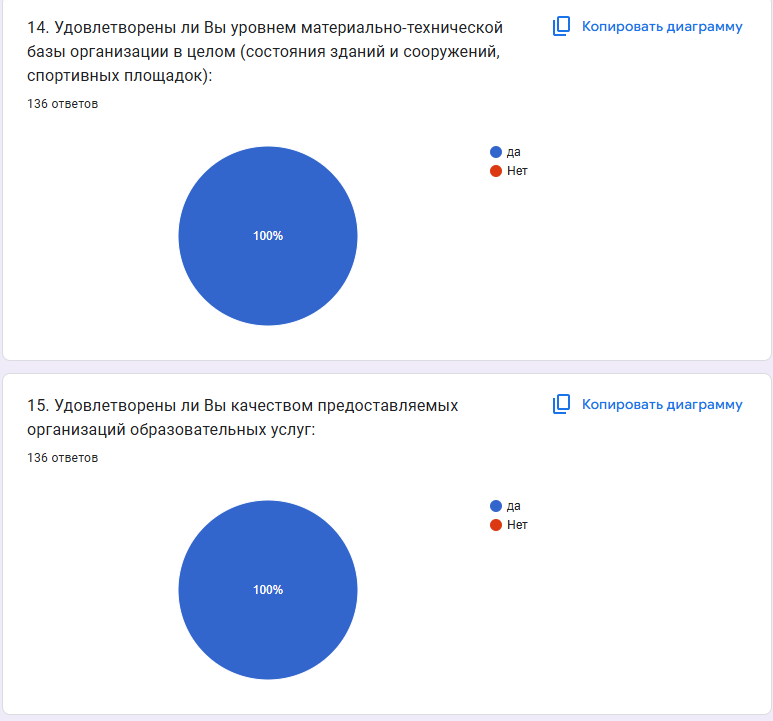 14. Удовлетворены ли Вы уровнем материально-технической
базы организации в целом (состояния зданий и сооружений,
спортивных площадок):
Копировать диаграмму
136 ответов
да
Нет
100%
15. Удовлетворены ли Вы качеством предоставляемых
организаций образовательных услуг:
Копировать диаграмму
136 ответов
да
Нет
100%